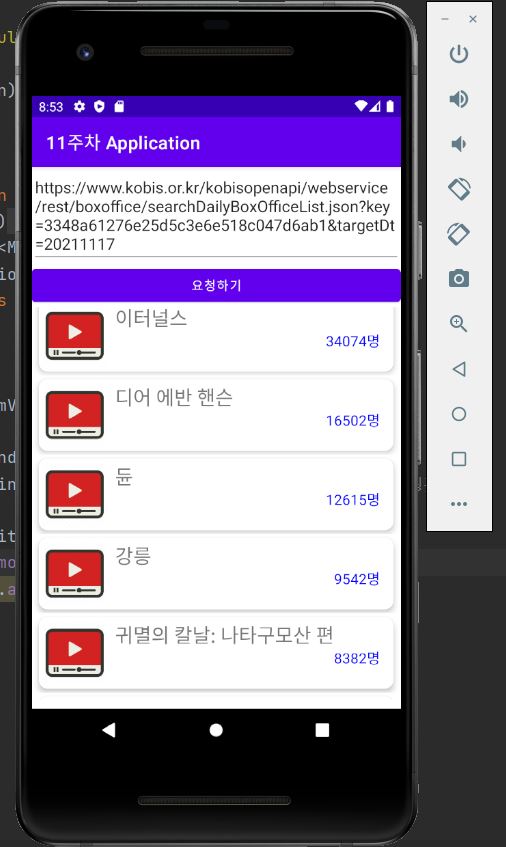 8:53
11주차 Application
https://www.kobis.or.kr/kobisopenapi/webservice
/rest/boxoffice/searchDailyBoxOfficeList.json?key
=3348a61276e25d5c3e6e518c047d6ab1&targetDt
=20211117
요청하기
이터널스
34074명
디어 에반 핸슨
16502명
듄
12615명
강릉
9542명
귀멸의 칼날: 나타구모산 편
8382명